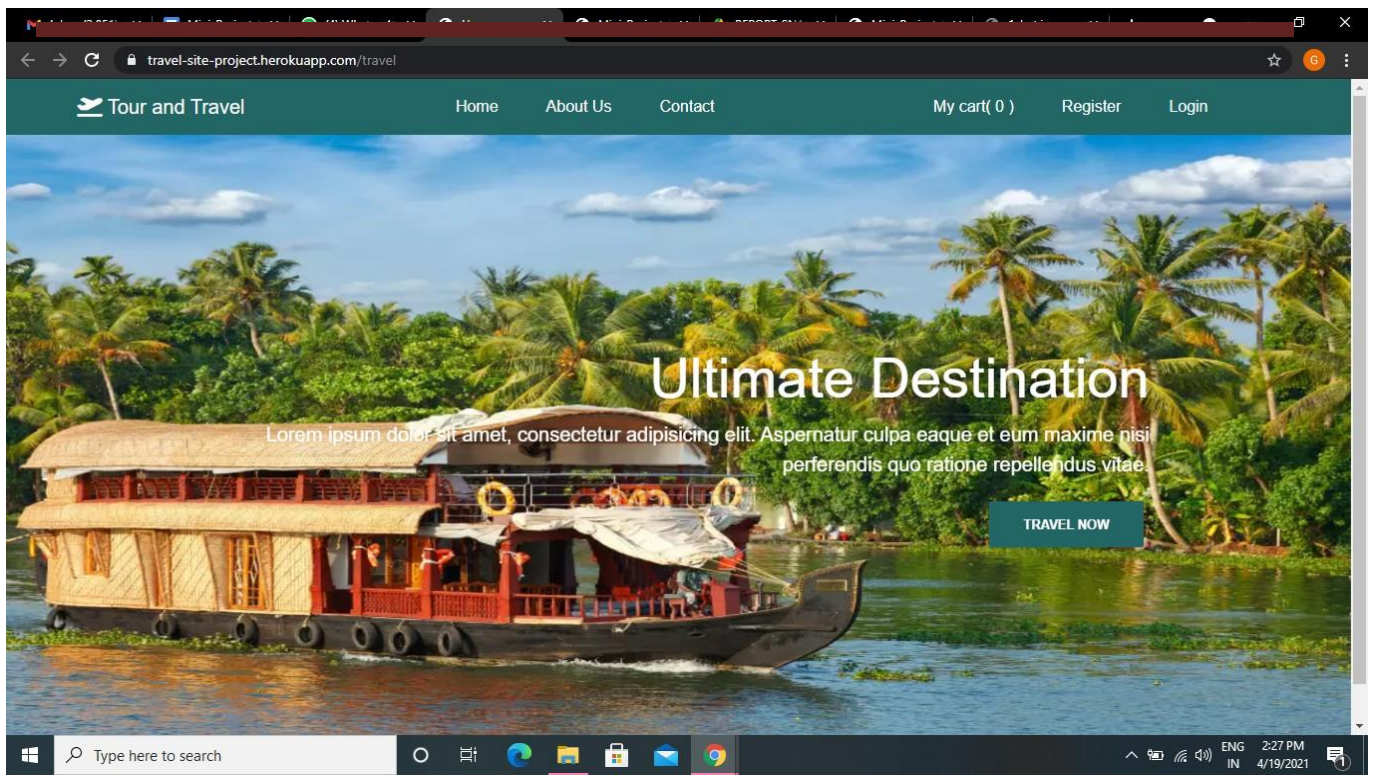 travel-site-project.herokuapp.com/travel
G
Tour and Travel Home About Us Contact My cart( 0 ) Register Login
Ultimate Destination
Lorem ipsum dolor sit amet, consectetur adipisicing elit. Aspernatur culpa eaque et eum maxime nisi
perferendis quo ratione repellendus vitae.
TRAVEL NOW
Type here to search
ENG
IN
2:27 PM
4/19/2021
1